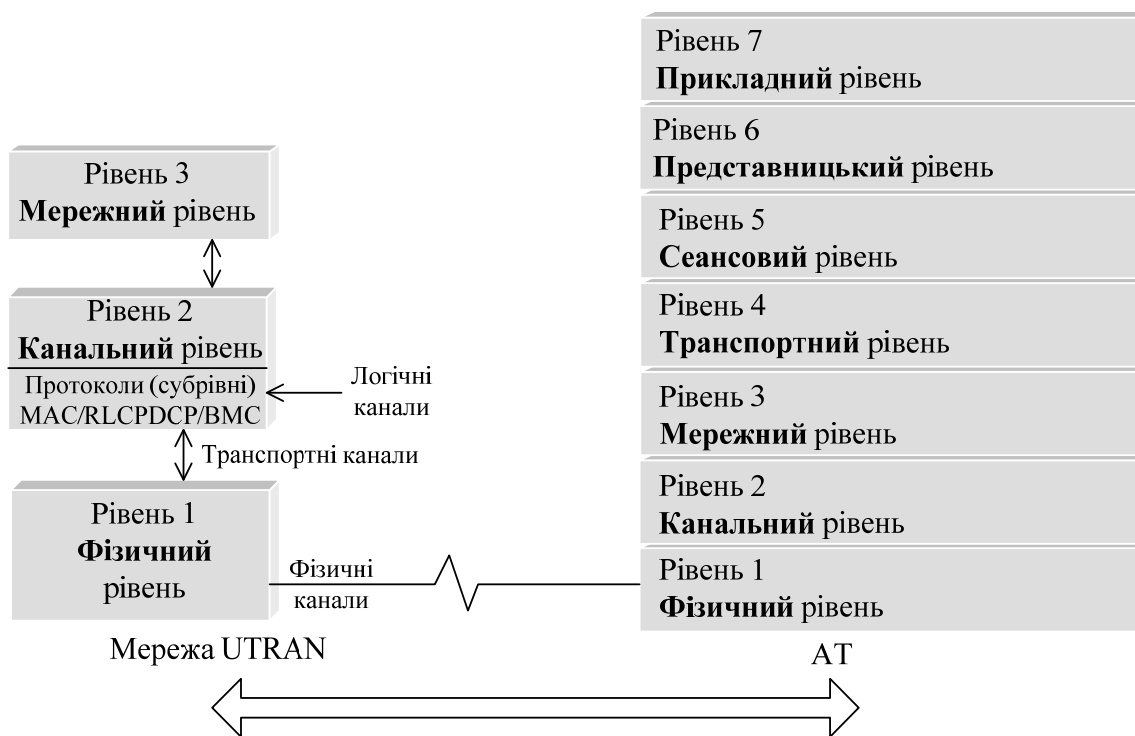 Рівень 3
Мережний рівень
Рівень 2
Канальний рівень
Протоколи (субрівні)
MAC/RLCPDCP/BMC
Логічні
канали
Транспортні канали
Рівень 1
Фізичний
рівень
Фізичні
канали
Мережа UTRAN
Рівень 7
Прикладний рівень
Рівень 6
Представницький рівень
Рівень 5
Сеансовий рівень
Рівень 4
Транспортний рівень
Рівень 3
Мережний рівень
Рівень 2
Канальний рівень
Рівень 1
Фізичний рівень
АТ